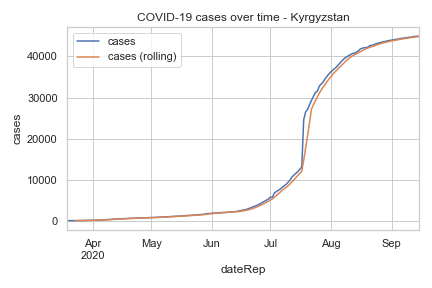 COVID-19 cases over time - Kyrgyzstan
cases
cases (rolling)
40000
30000
20000
10000
0
cases
Apr
2020
May
Jun
Jul
Aug
Sep
dateRep